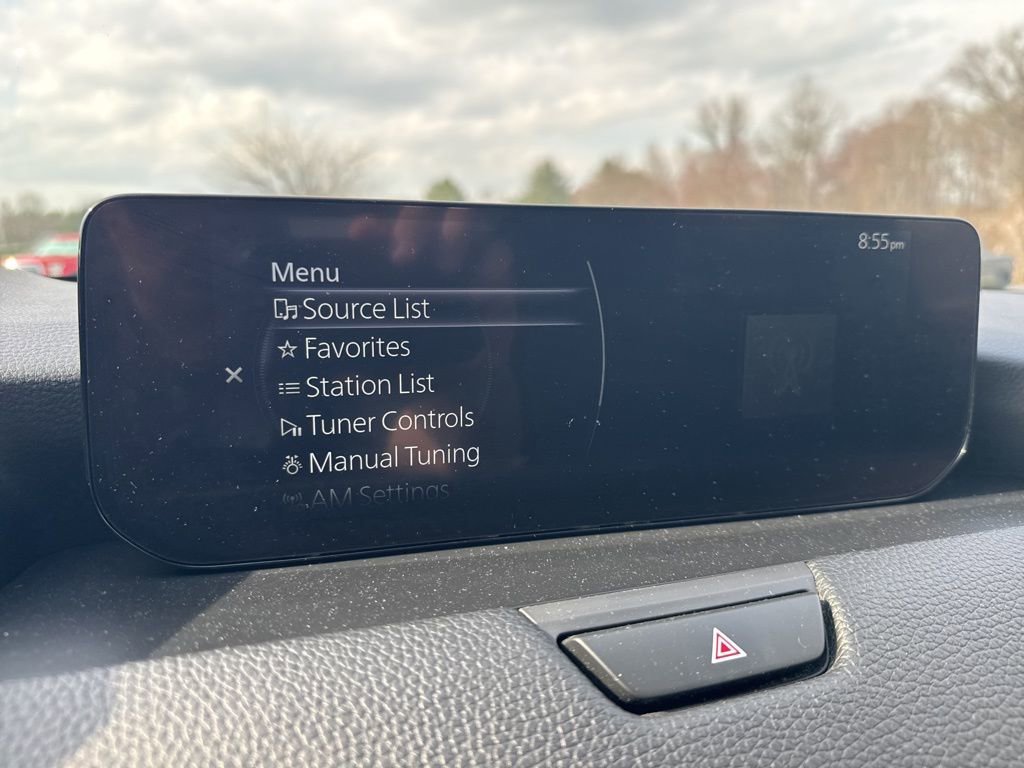 8:55pm
Menu
Source List
Favorites
Station List
Tuner Controls
Manual Tuning
AM Settings